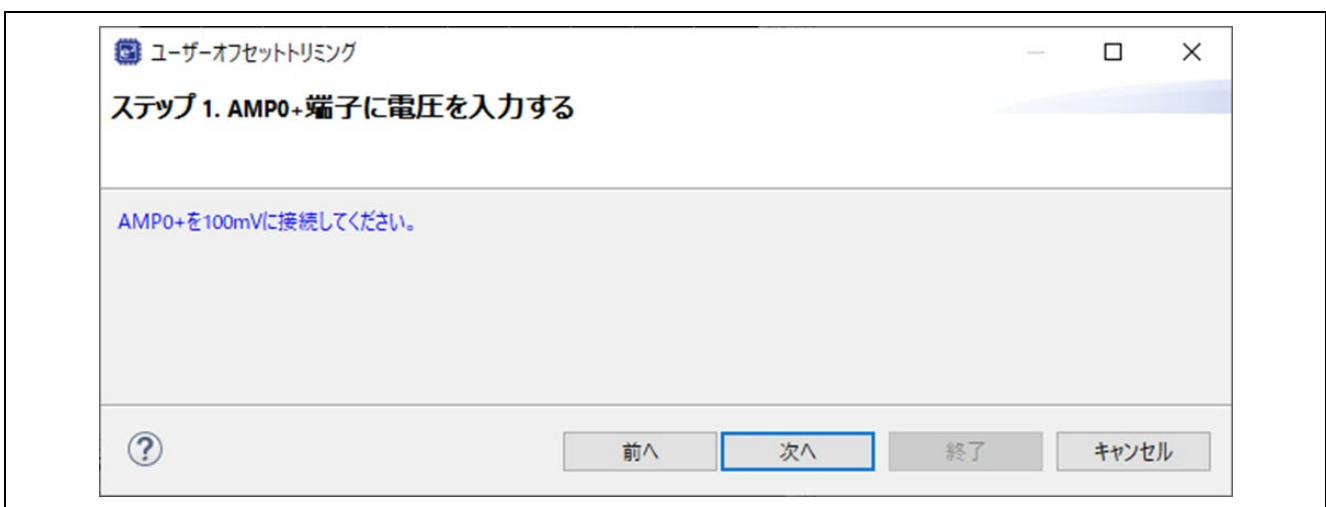 ユーザーオフセットトリミング
ステップ 1. AMP0+端子に電圧を入力する
AMP0+を100mVに接続してください。
前へ 次へ 終了 キャンセル